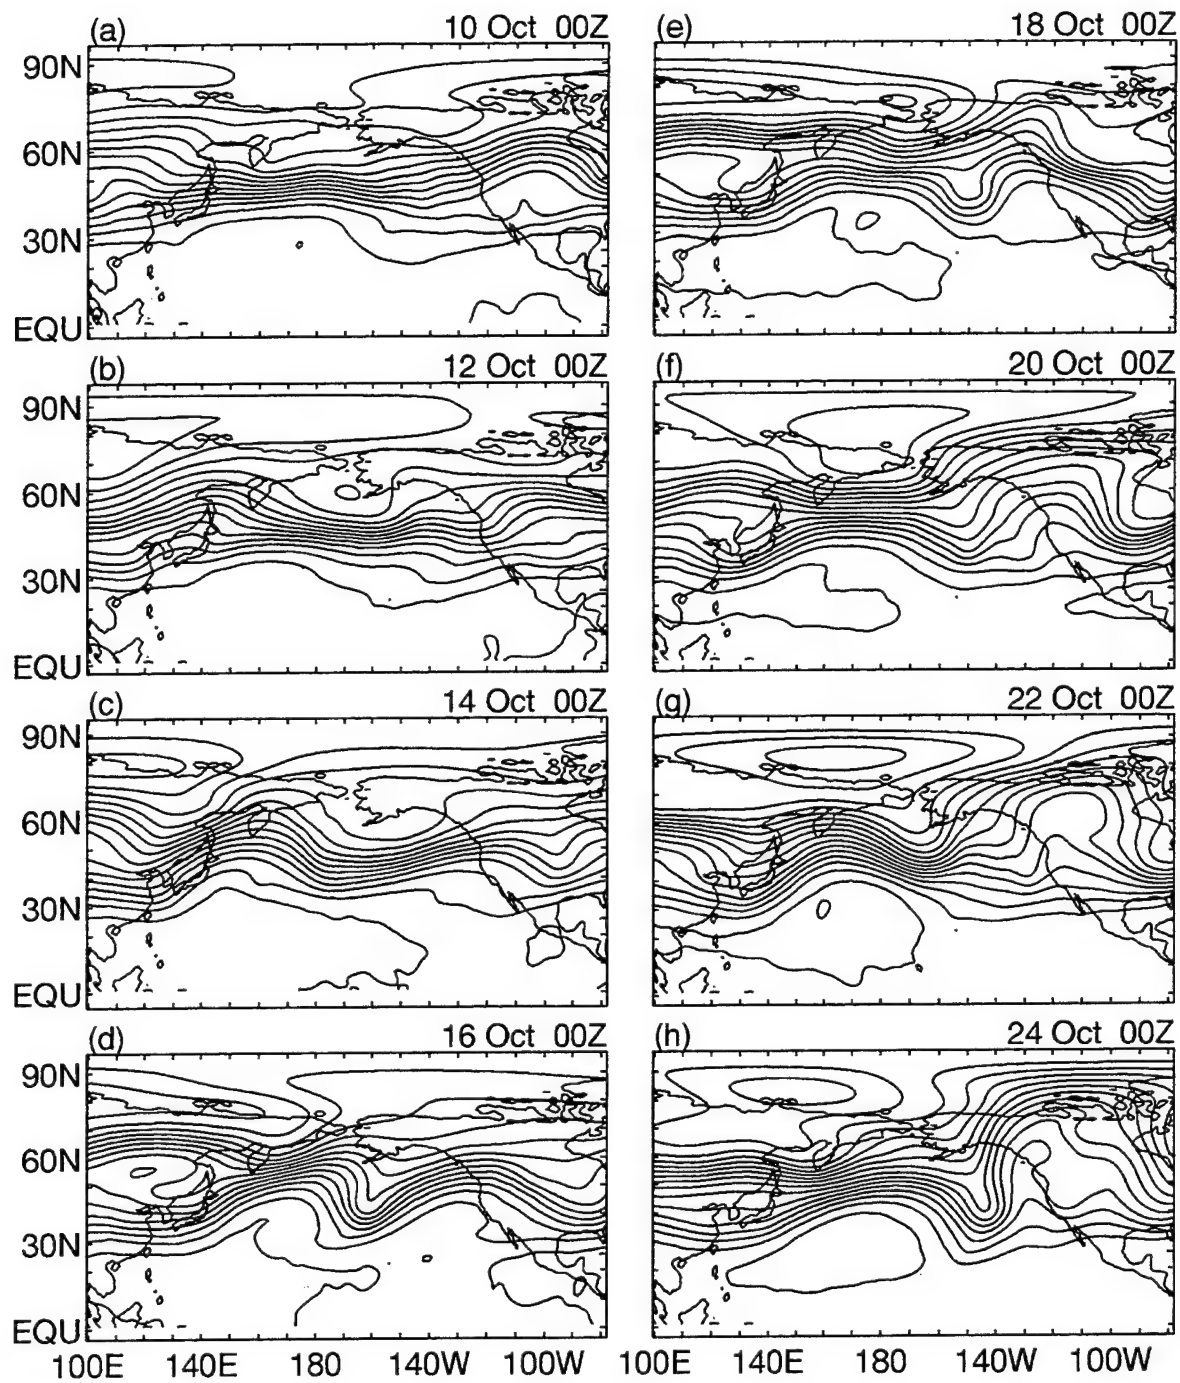 (a) 10 Oct 00Z
90N
60N
30N
EQU
(b) 12 Oct 00Z
90N
60N
30N
EQU
(c) 14 Oct 00Z
90N
60N
30N
EQU
(d) 16 Oct 00Z
90N
60N
30N
EQU
100E 140E 180 140W 100W
(e) 18 Oct 00Z
(f) 20 Oct 00Z
(g) 22 Oct 00Z
(h) 24 Oct 00Z
100E 140E 180 140W 100W